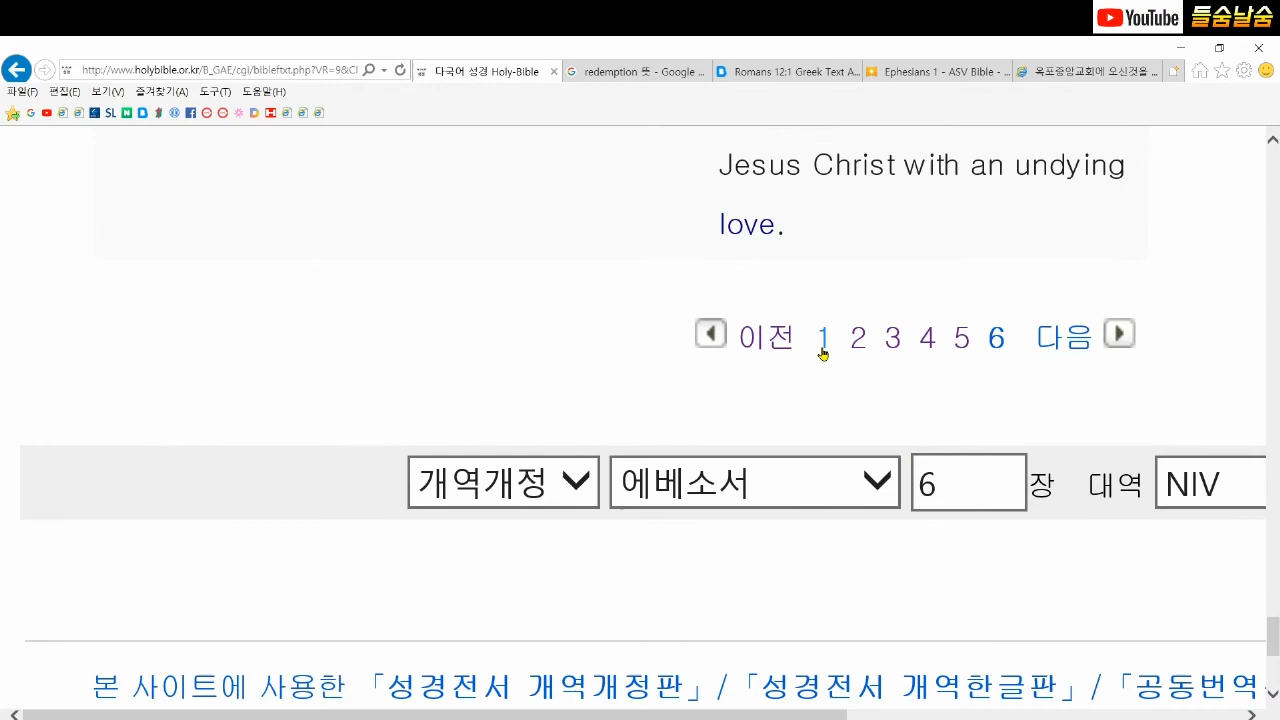 YouTube 들숨날숨
http://www.holybible.or.kr/B_GAE/cgi/bibleftxt.php?VR=9&CI
다국어 성경 Holy-Bible
redemption 뜻 - Google ...
Romans 12:1 Greek Text A...
Ephesians 1 - ASV Bible - ...
옥포중앙교회에 오신것을 ...
파일(F) 편집(E) 보기(V) 즐겨찾기(A) 도구(T) 도움말(H)
Jesus Christ with an undying
love.
이전 1 2 3 4 5 6 다음
개역개정 에베소서 6 장 대역 NIV
본 사이트에 사용한 「성경전서 개역개정판」/「성경전서 개역한글판」/「공동번역